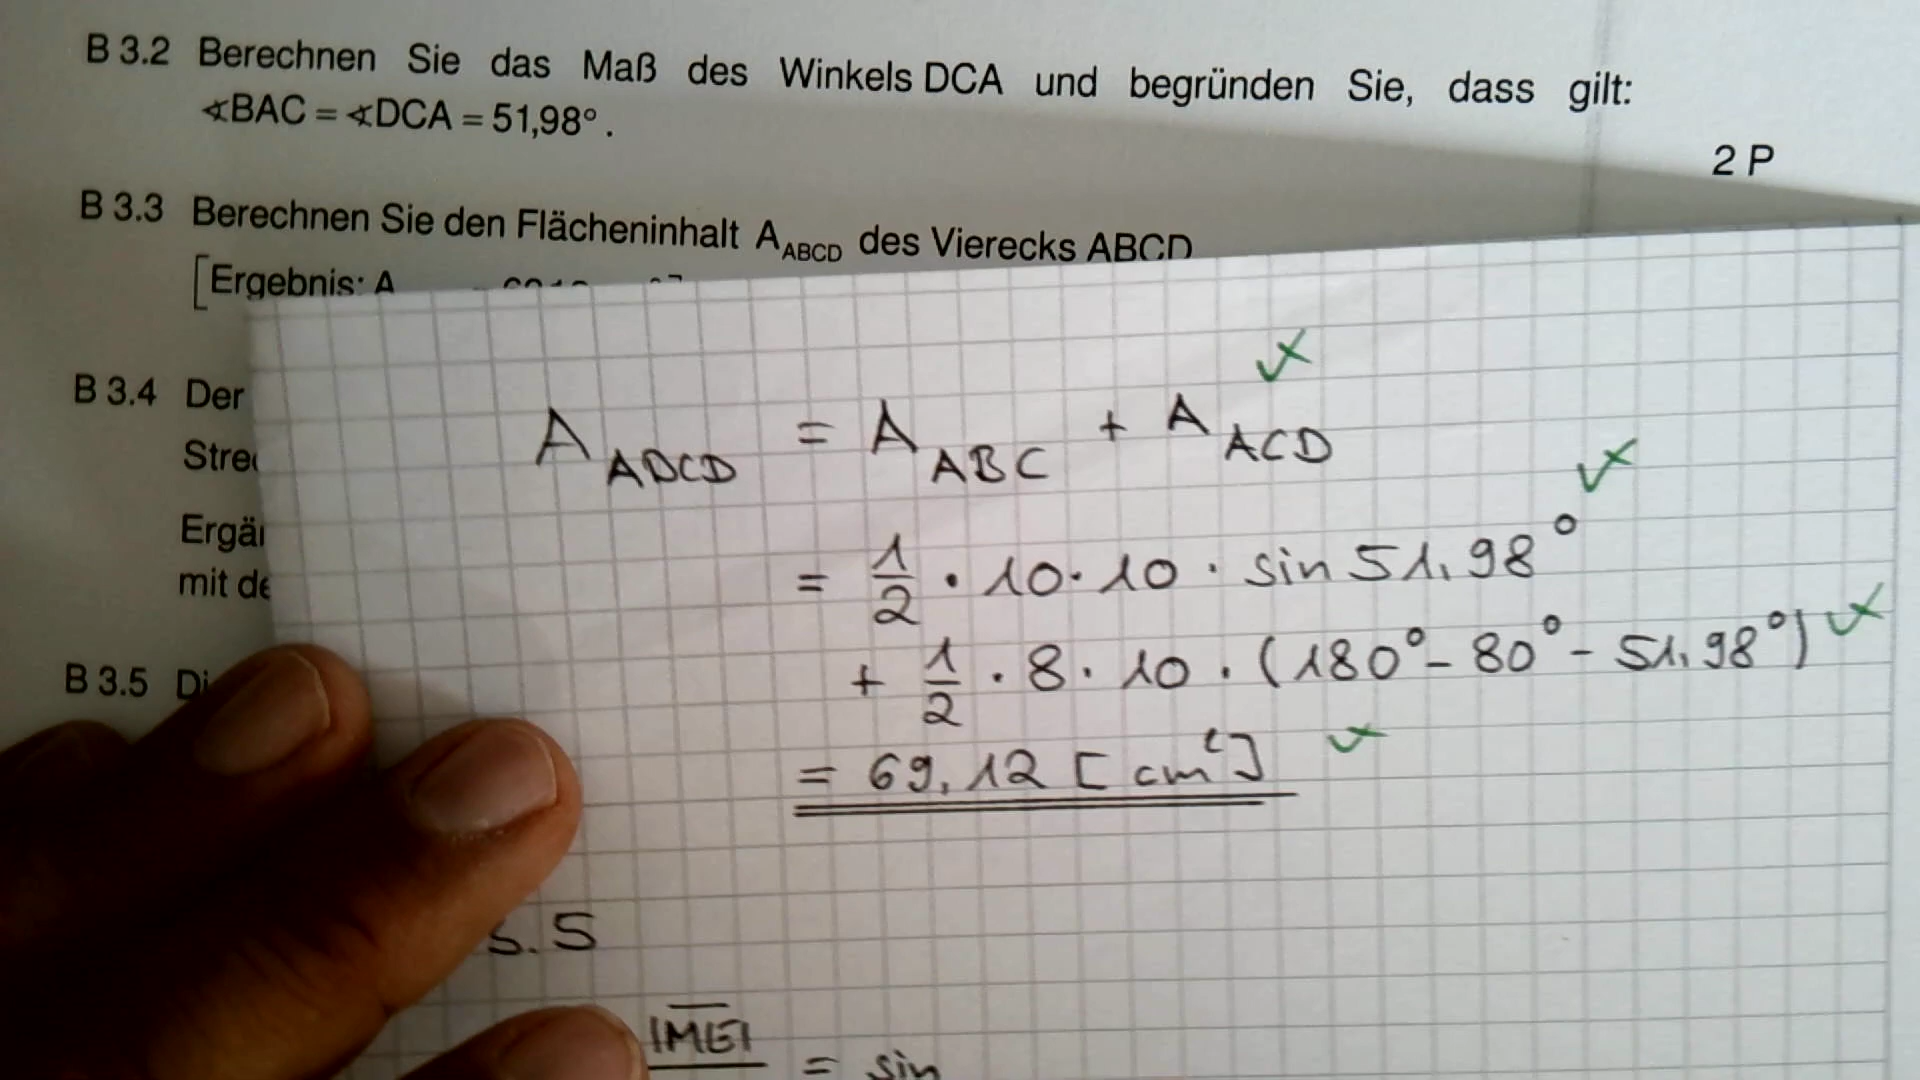 B 3.2 Berechnen Sie das Maß des Winkels DCA und begründen Sie, dass gilt:
∢BAC = ∢DCA = 51,98°.
2 P
B 3.3 Berechnen Sie den Flächeninhalt A_ABCD des Vierecks ABCD
[Ergebnis: A
B 3.4 Der
Stre
Ergä
mit de
B 3.5 Di
A_ABCD = A_ABC + A_ACD
= 1/2 · 10 · 10 · sin 51,98°
+ 1/2 · 8 · 10 · (180° - 80° - 51,98°)
= 69,12 [cm²]
5.5
|ME| = sin